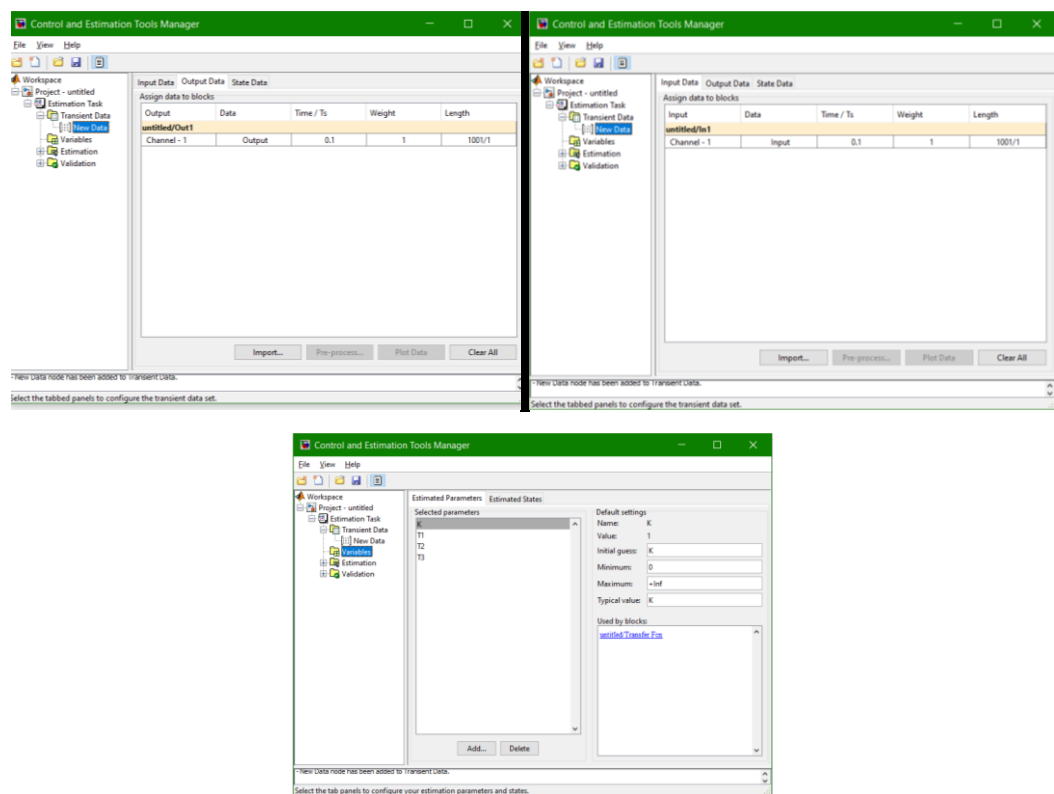 Control and Estimation Tools Manager
File View Help
Workspace
Project - untitled
Estimation Task
Transient Data
New Data
Variables
Estimation
Validation
Input Data Output Data State Data
Assign data to blocks
Output Data Time / Ts Weight Length
untitled/Out1
Channel - 1 Output 0.1 1 1001/1
Import... Pre-process... Plot Data Clear All
- New Data node has been added to Transient Data.
Select the tabbed panels to configure the transient data set.
Control and Estimation Tools Manager
File View Help
Workspace
Project - untitled
Estimation Task
Transient Data
New Data
Variables
Estimation
Validation
Input Data Output Data State Data
Assign data to blocks
Input Data Time / Ts Weight Length
untitled/In1
Channel - 1 Input 0.1 1 1001/1
Import... Pre-process... Plot Data Clear All
- New Data node has been added to Transient Data.
Select the tabbed panels to configure the transient data set.
Control and Estimation Tools Manager
File View Help
Workspace
Project - untitled
Estimation Task
Transient Data
New Data
Variables
Estimation
Validation
Estimated Parameters Estimated States
Selected parameters
K
T1
T2
T3
Add... Delete
Default settings
Name: K
Value: 1
Initial guess: K
Minimum: 0
Maximum: +Inf
Typical value: K
Used by blocks:
untitled/Transfer Fcn
- New Data node has been added to Transient Data.
Select the tab panels to configure your estimation parameters and states.